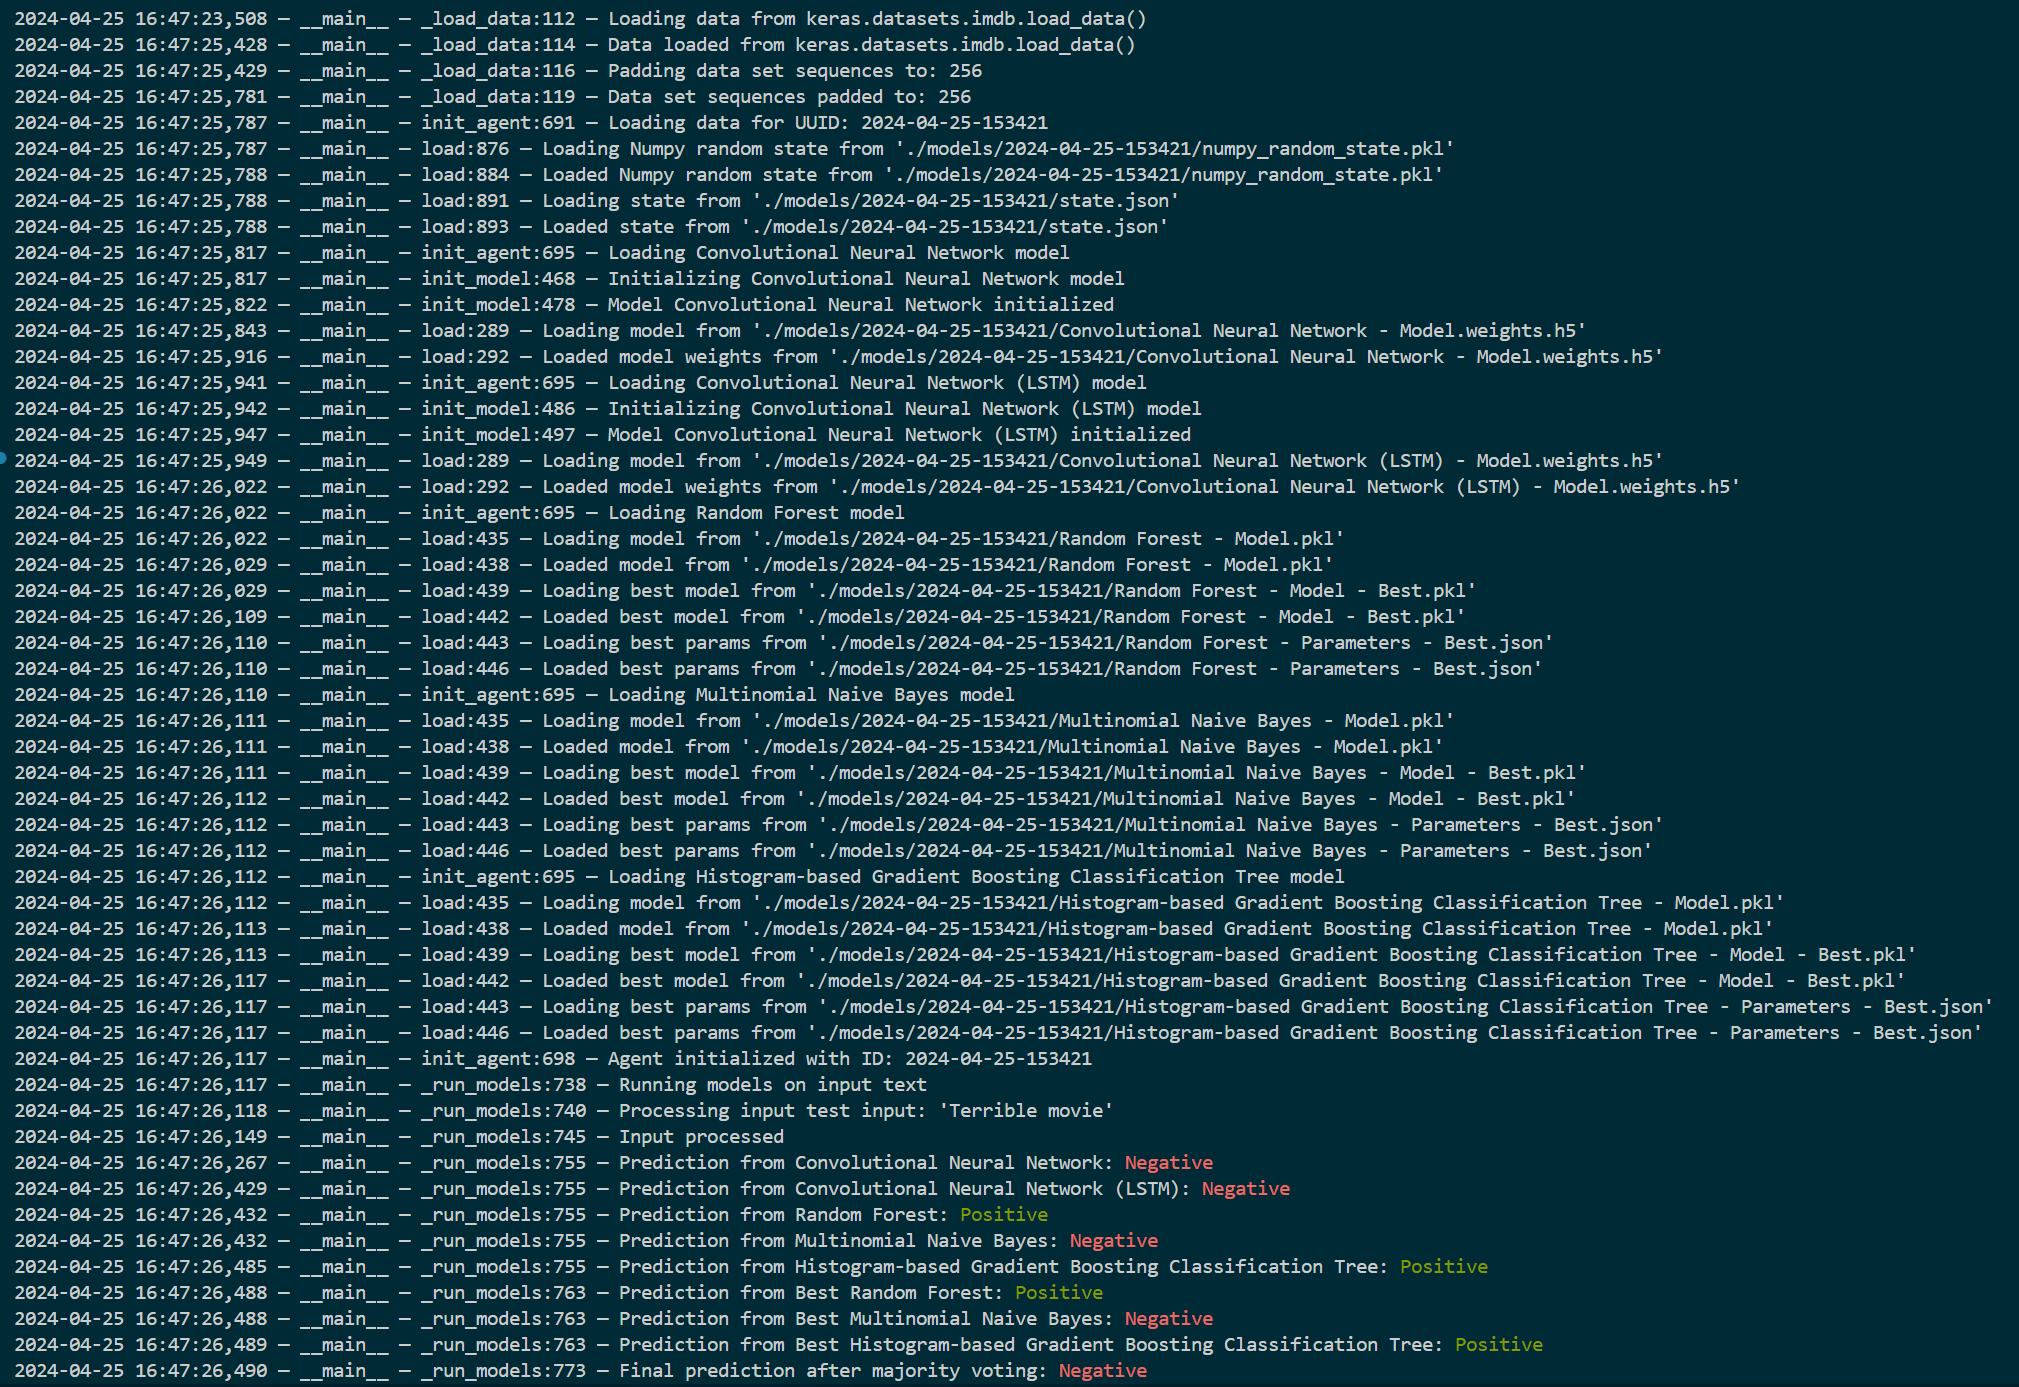 2024-04-25 16:47:23,508 — __main__ — _load_data:112 — Loading data from keras.datasets.imdb.load_data()
2024-04-25 16:47:25,428 — __main__ — _load_data:114 — Data loaded from keras.datasets.imdb.load_data()
2024-04-25 16:47:25,429 — __main__ — _load_data:116 — Padding data set sequences to: 256
2024-04-25 16:47:25,781 — __main__ — _load_data:119 — Data set sequences padded to: 256
2024-04-25 16:47:25,787 — __main__ — init_agent:691 — Loading data for UUID: 2024-04-25-153421
2024-04-25 16:47:25,787 — __main__ — load:876 — Loading Numpy random state from './models/2024-04-25-153421/numpy_random_state.pkl'
2024-04-25 16:47:25,788 — __main__ — load:884 — Loaded Numpy random state from './models/2024-04-25-153421/numpy_random_state.pkl'
2024-04-25 16:47:25,788 — __main__ — load:891 — Loading state from './models/2024-04-25-153421/state.json'
2024-04-25 16:47:25,788 — __main__ — load:893 — Loaded state from './models/2024-04-25-153421/state.json'
2024-04-25 16:47:25,817 — __main__ — init_agent:695 — Loading Convolutional Neural Network model
2024-04-25 16:47:25,817 — __main__ — init_model:468 — Initializing Convolutional Neural Network model
2024-04-25 16:47:25,822 — __main__ — init_model:478 — Model Convolutional Neural Network initialized
2024-04-25 16:47:25,843 — __main__ — load:289 — Loading model from './models/2024-04-25-153421/Convolutional Neural Network - Model.weights.h5'
2024-04-25 16:47:25,916 — __main__ — load:292 — Loaded model weights from './models/2024-04-25-153421/Convolutional Neural Network - Model.weights.h5'
2024-04-25 16:47:25,941 — __main__ — init_agent:695 — Loading Convolutional Neural Network (LSTM) model
2024-04-25 16:47:25,942 — __main__ — init_model:486 — Initializing Convolutional Neural Network (LSTM) model
2024-04-25 16:47:25,947 — __main__ — init_model:497 — Model Convolutional Neural Network (LSTM) initialized
2024-04-25 16:47:25,949 — __main__ — load:289 — Loading model from './models/2024-04-25-153421/Convolutional Neural Network (LSTM) - Model.weights.h5'
2024-04-25 16:47:26,022 — __main__ — load:292 — Loaded model weights from './models/2024-04-25-153421/Convolutional Neural Network (LSTM) - Model.weights.h5'
2024-04-25 16:47:26,022 — __main__ — init_agent:695 — Loading Random Forest model
2024-04-25 16:47:26,022 — __main__ — load:435 — Loading model from './models/2024-04-25-153421/Random Forest - Model.pkl'
2024-04-25 16:47:26,029 — __main__ — load:438 — Loaded model from './models/2024-04-25-153421/Random Forest - Model.pkl'
2024-04-25 16:47:26,029 — __main__ — load:439 — Loading best model from './models/2024-04-25-153421/Random Forest - Model - Best.pkl'
2024-04-25 16:47:26,109 — __main__ — load:442 — Loaded best model from './models/2024-04-25-153421/Random Forest - Model - Best.pkl'
2024-04-25 16:47:26,110 — __main__ — load:443 — Loading best params from './models/2024-04-25-153421/Random Forest - Parameters - Best.json'
2024-04-25 16:47:26,110 — __main__ — load:446 — Loaded best params from './models/2024-04-25-153421/Random Forest - Parameters - Best.json'
2024-04-25 16:47:26,110 — __main__ — init_agent:695 — Loading Multinomial Naive Bayes model
2024-04-25 16:47:26,111 — __main__ — load:435 — Loading model from './models/2024-04-25-153421/Multinomial Naive Bayes - Model.pkl'
2024-04-25 16:47:26,111 — __main__ — load:438 — Loaded model from './models/2024-04-25-153421/Multinomial Naive Bayes - Model.pkl'
2024-04-25 16:47:26,111 — __main__ — load:439 — Loading best model from './models/2024-04-25-153421/Multinomial Naive Bayes - Model - Best.pkl'
2024-04-25 16:47:26,112 — __main__ — load:442 — Loaded best model from './models/2024-04-25-153421/Multinomial Naive Bayes - Model - Best.pkl'
2024-04-25 16:47:26,112 — __main__ — load:443 — Loading best params from './models/2024-04-25-153421/Multinomial Naive Bayes - Parameters - Best.json'
2024-04-25 16:47:26,112 — __main__ — load:446 — Loaded best params from './models/2024-04-25-153421/Multinomial Naive Bayes - Parameters - Best.json'
2024-04-25 16:47:26,112 — __main__ — init_agent:695 — Loading Histogram-based Gradient Boosting Classification Tree model
2024-04-25 16:47:26,112 — __main__ — load:435 — Loading model from './models/2024-04-25-153421/Histogram-based Gradient Boosting Classification Tree - Model.pkl'
2024-04-25 16:47:26,113 — __main__ — load:438 — Loaded model from './models/2024-04-25-153421/Histogram-based Gradient Boosting Classification Tree - Model.pkl'
2024-04-25 16:47:26,113 — __main__ — load:439 — Loading best model from './models/2024-04-25-153421/Histogram-based Gradient Boosting Classification Tree - Model - Best.pkl'
2024-04-25 16:47:26,117 — __main__ — load:442 — Loaded best model from './models/2024-04-25-153421/Histogram-based Gradient Boosting Classification Tree - Model - Best.pkl'
2024-04-25 16:47:26,117 — __main__ — load:443 — Loading best params from './models/2024-04-25-153421/Histogram-based Gradient Boosting Classification Tree - Parameters - Best.json'
2024-04-25 16:47:26,117 — __main__ — load:446 — Loaded best params from './models/2024-04-25-153421/Histogram-based Gradient Boosting Classification Tree - Parameters - Best.json'
2024-04-25 16:47:26,117 — __main__ — init_agent:698 — Agent initialized with ID: 2024-04-25-153421
2024-04-25 16:47:26,117 — __main__ — _run_models:738 — Running models on input text
2024-04-25 16:47:26,118 — __main__ — _run_models:740 — Processing input test input: 'Terrible movie'
2024-04-25 16:47:26,149 — __main__ — _run_models:745 — Input processed
2024-04-25 16:47:26,267 — __main__ — _run_models:755 — Prediction from Convolutional Neural Network: Negative
2024-04-25 16:47:26,429 — __main__ — _run_models:755 — Prediction from Convolutional Neural Network (LSTM): Negative
2024-04-25 16:47:26,432 — __main__ — _run_models:755 — Prediction from Random Forest: Positive
2024-04-25 16:47:26,432 — __main__ — _run_models:755 — Prediction from Multinomial Naive Bayes: Negative
2024-04-25 16:47:26,485 — __main__ — _run_models:755 — Prediction from Histogram-based Gradient Boosting Classification Tree: Positive
2024-04-25 16:47:26,488 — __main__ — _run_models:763 — Prediction from Best Random Forest: Positive
2024-04-25 16:47:26,488 — __main__ — _run_models:763 — Prediction from Best Multinomial Naive Bayes: Negative
2024-04-25 16:47:26,489 — __main__ — _run_models:763 — Prediction from Best Histogram-based Gradient Boosting Classification Tree: Positive
2024-04-25 16:47:26,490 — __main__ — _run_models:773 — Final prediction after majority voting: Negative